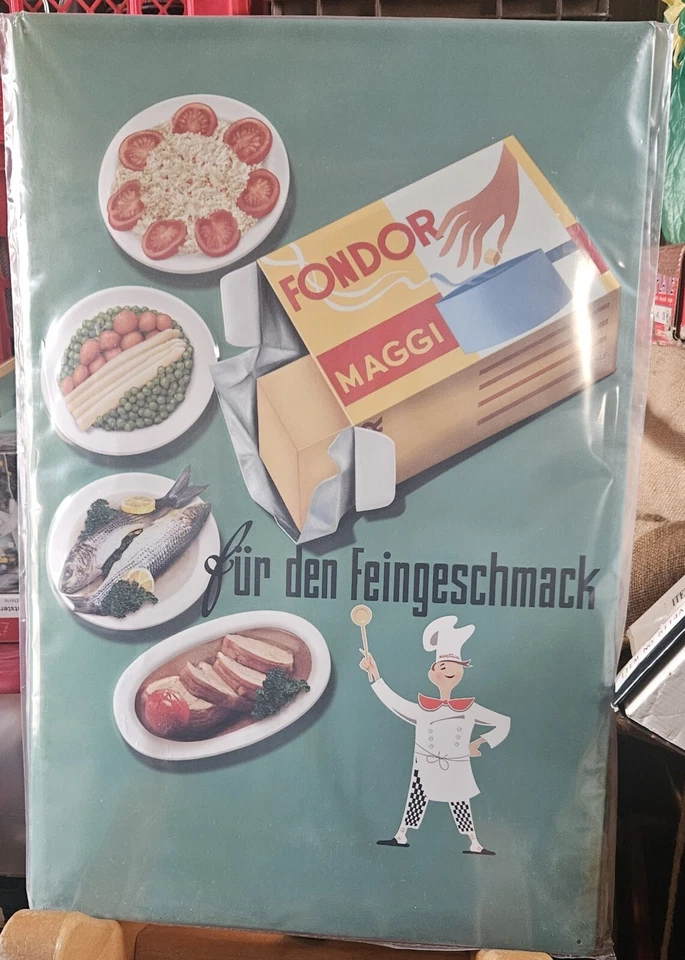 FONDOR
MAGGI
für den Feingeschmack